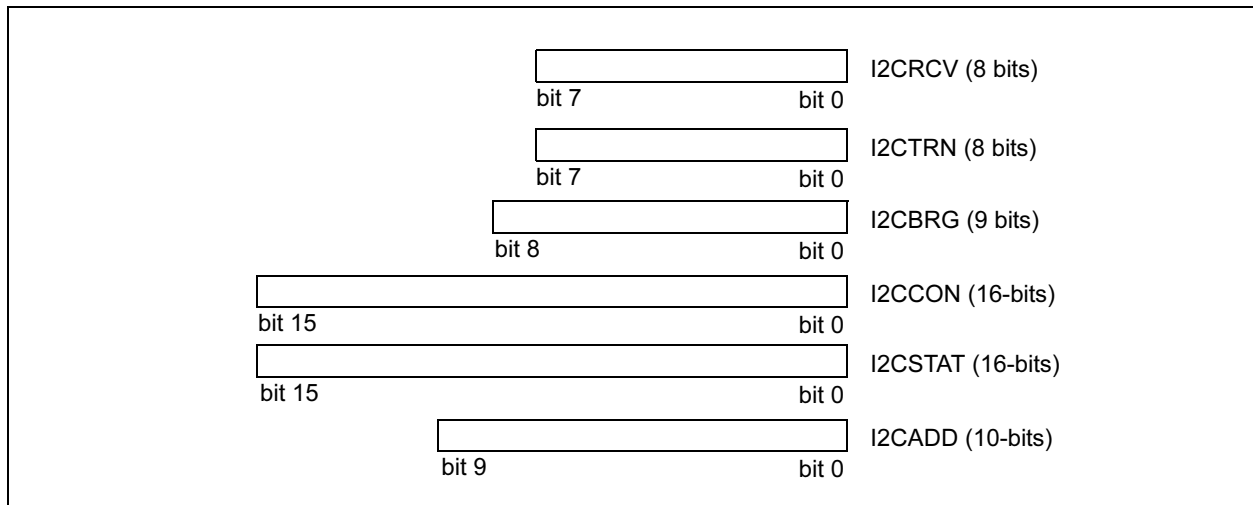 I2CRCV (8 bits)
bit 7 bit 0
I2CTRN (8 bits)
bit 7 bit 0
I2CBRG (9 bits)
bit 8 bit 0
I2CCON (16-bits)
bit 15 bit 0
I2CSTAT (16-bits)
bit 15 bit 0
I2CADD (10-bits)
bit 9 bit 0